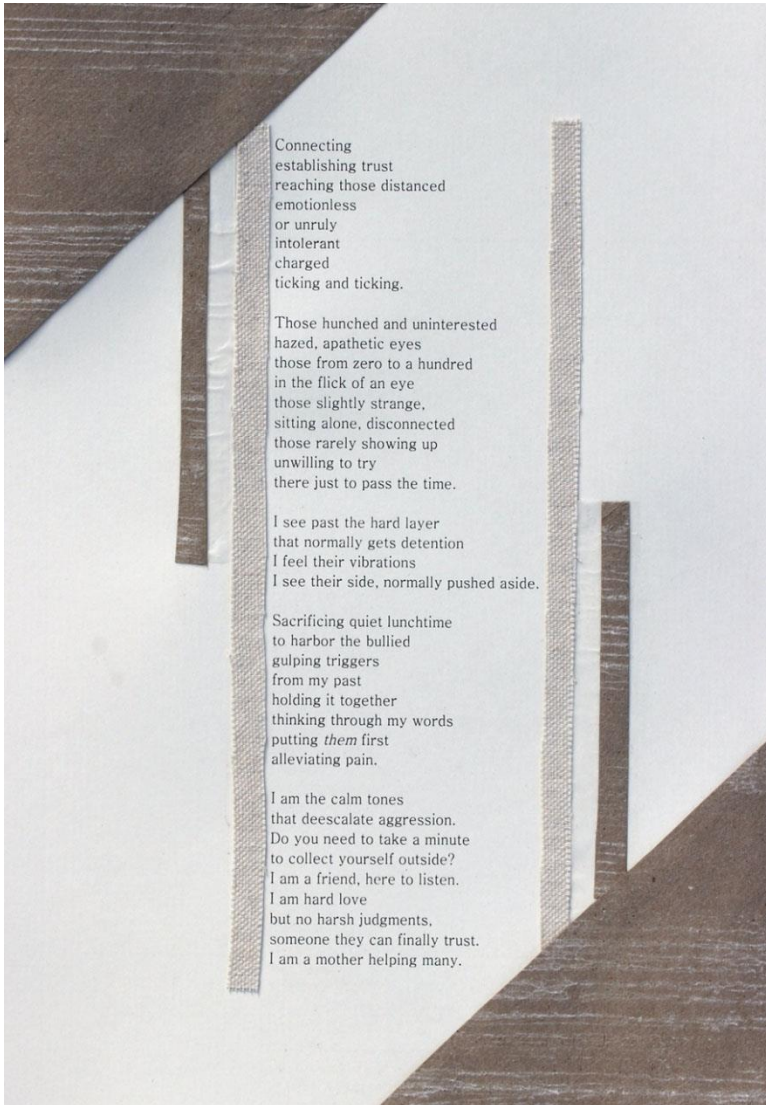 Connecting
establishing trust
reaching those distanced
emotionless
or unruly
intolerant
charged
ticking and ticking.
Those hunched and uninterested
hazed, apathetic eyes
those from zero to a hundred
in the flick of an eye
those slightly strange,
sitting alone, disconnected
those rarely showing up
unwilling to try
there just to pass the time.
I see past the hard layer
that normally gets detention
I feel their vibrations
I see their side, normally pushed aside.
Sacrificing quiet lunchtime
to harbor the bullied
gulping triggers
from my past
holding it together
thinking through my words
putting them first
alleviating pain.
I am the calm tones
that deescalate aggression.
Do you need to take a minute
to collect yourself outside?
I am a friend, here to listen.
I am hard love
but no harsh judgments,
someone they can finally trust.
I am a mother helping many.